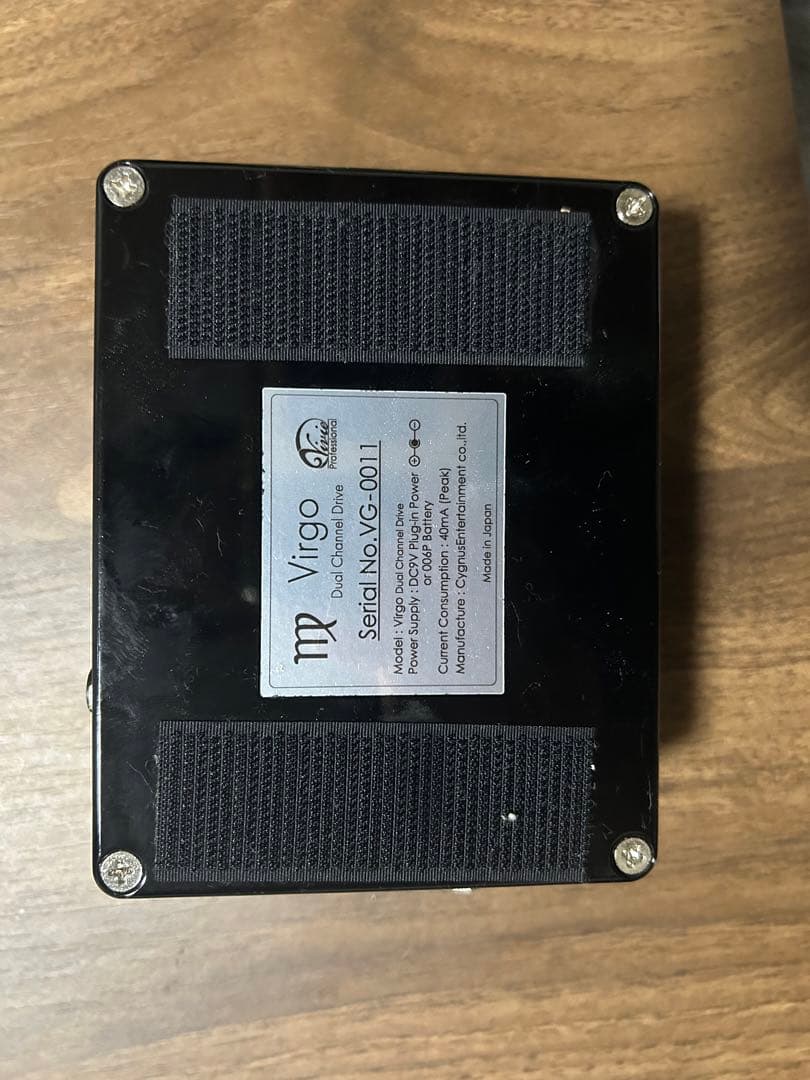 Virgo
Dual Channel Drive
Vivie
Professional
Serial No.VG-0011
Model : Virgo Dual Channel Drive
Power Supply : DC9V Plug-in Power
or 006P Battery
Current Consumption : 40mA (Peak)
Manufacture : CygnusEntertainment co.,ltd.
Made in Japan